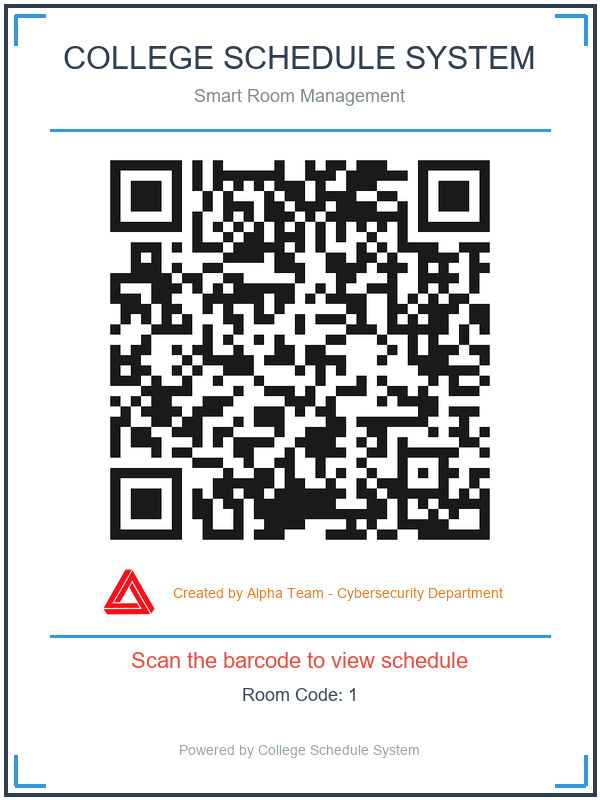 COLLEGE SCHEDULE SYSTEM
Smart Room Management
Created by Alpha Team - Cybersecurity Department
Scan the barcode to view schedule
Room Code: 1
Powered by College Schedule System